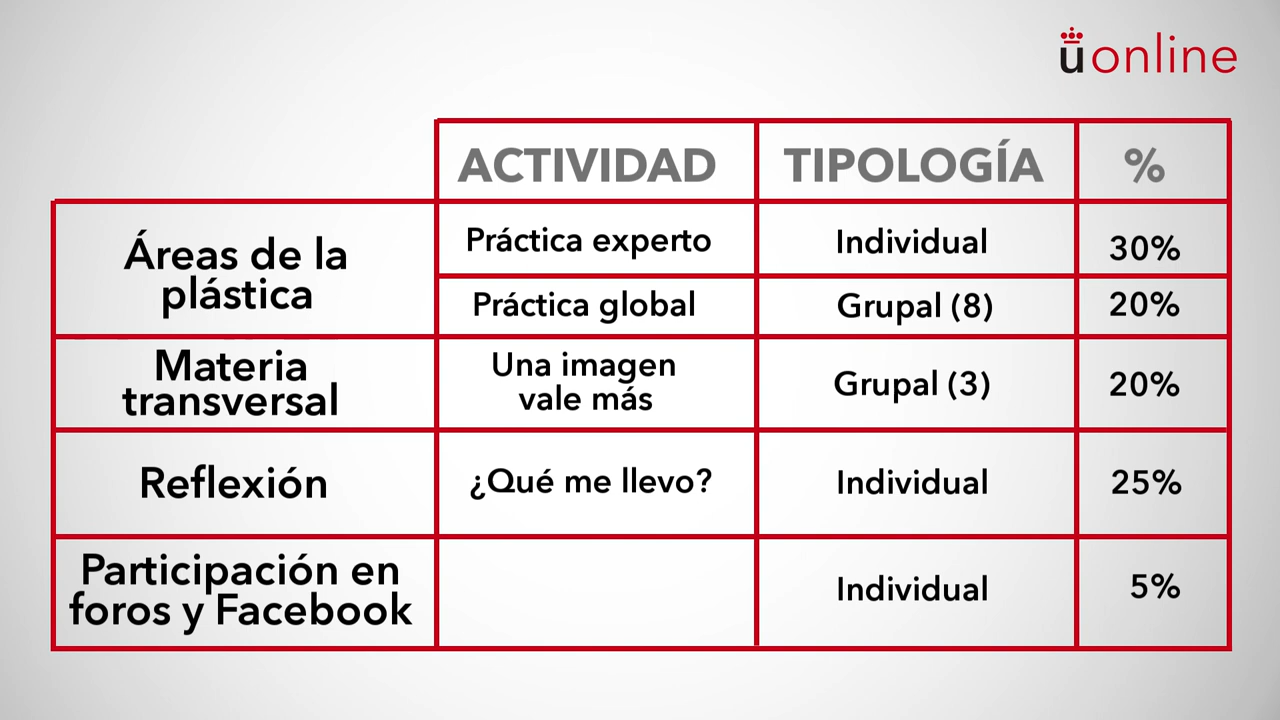 uonline
ACTIVIDAD TIPOLOGÍA %
Áreas de la
plástica
Práctica experto Individual 30%
Práctica global Grupal (8) 20%
Materia
transversal
Una imagen
vale más
Grupal (3) 20%
Reflexión ¿Qué me llevo? Individual 25%
Participación en
foros y Facebook
Individual 5%